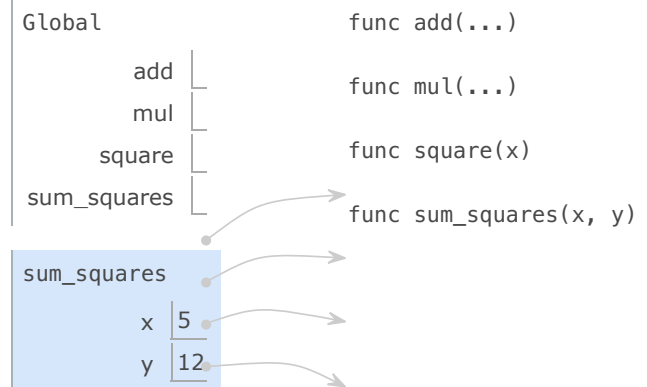 Global
add
mul
square
sum_squares
func add(...)
func mul(...)
func square(x)
func sum_squares(x, y)
sum_squares
x 5
y 12